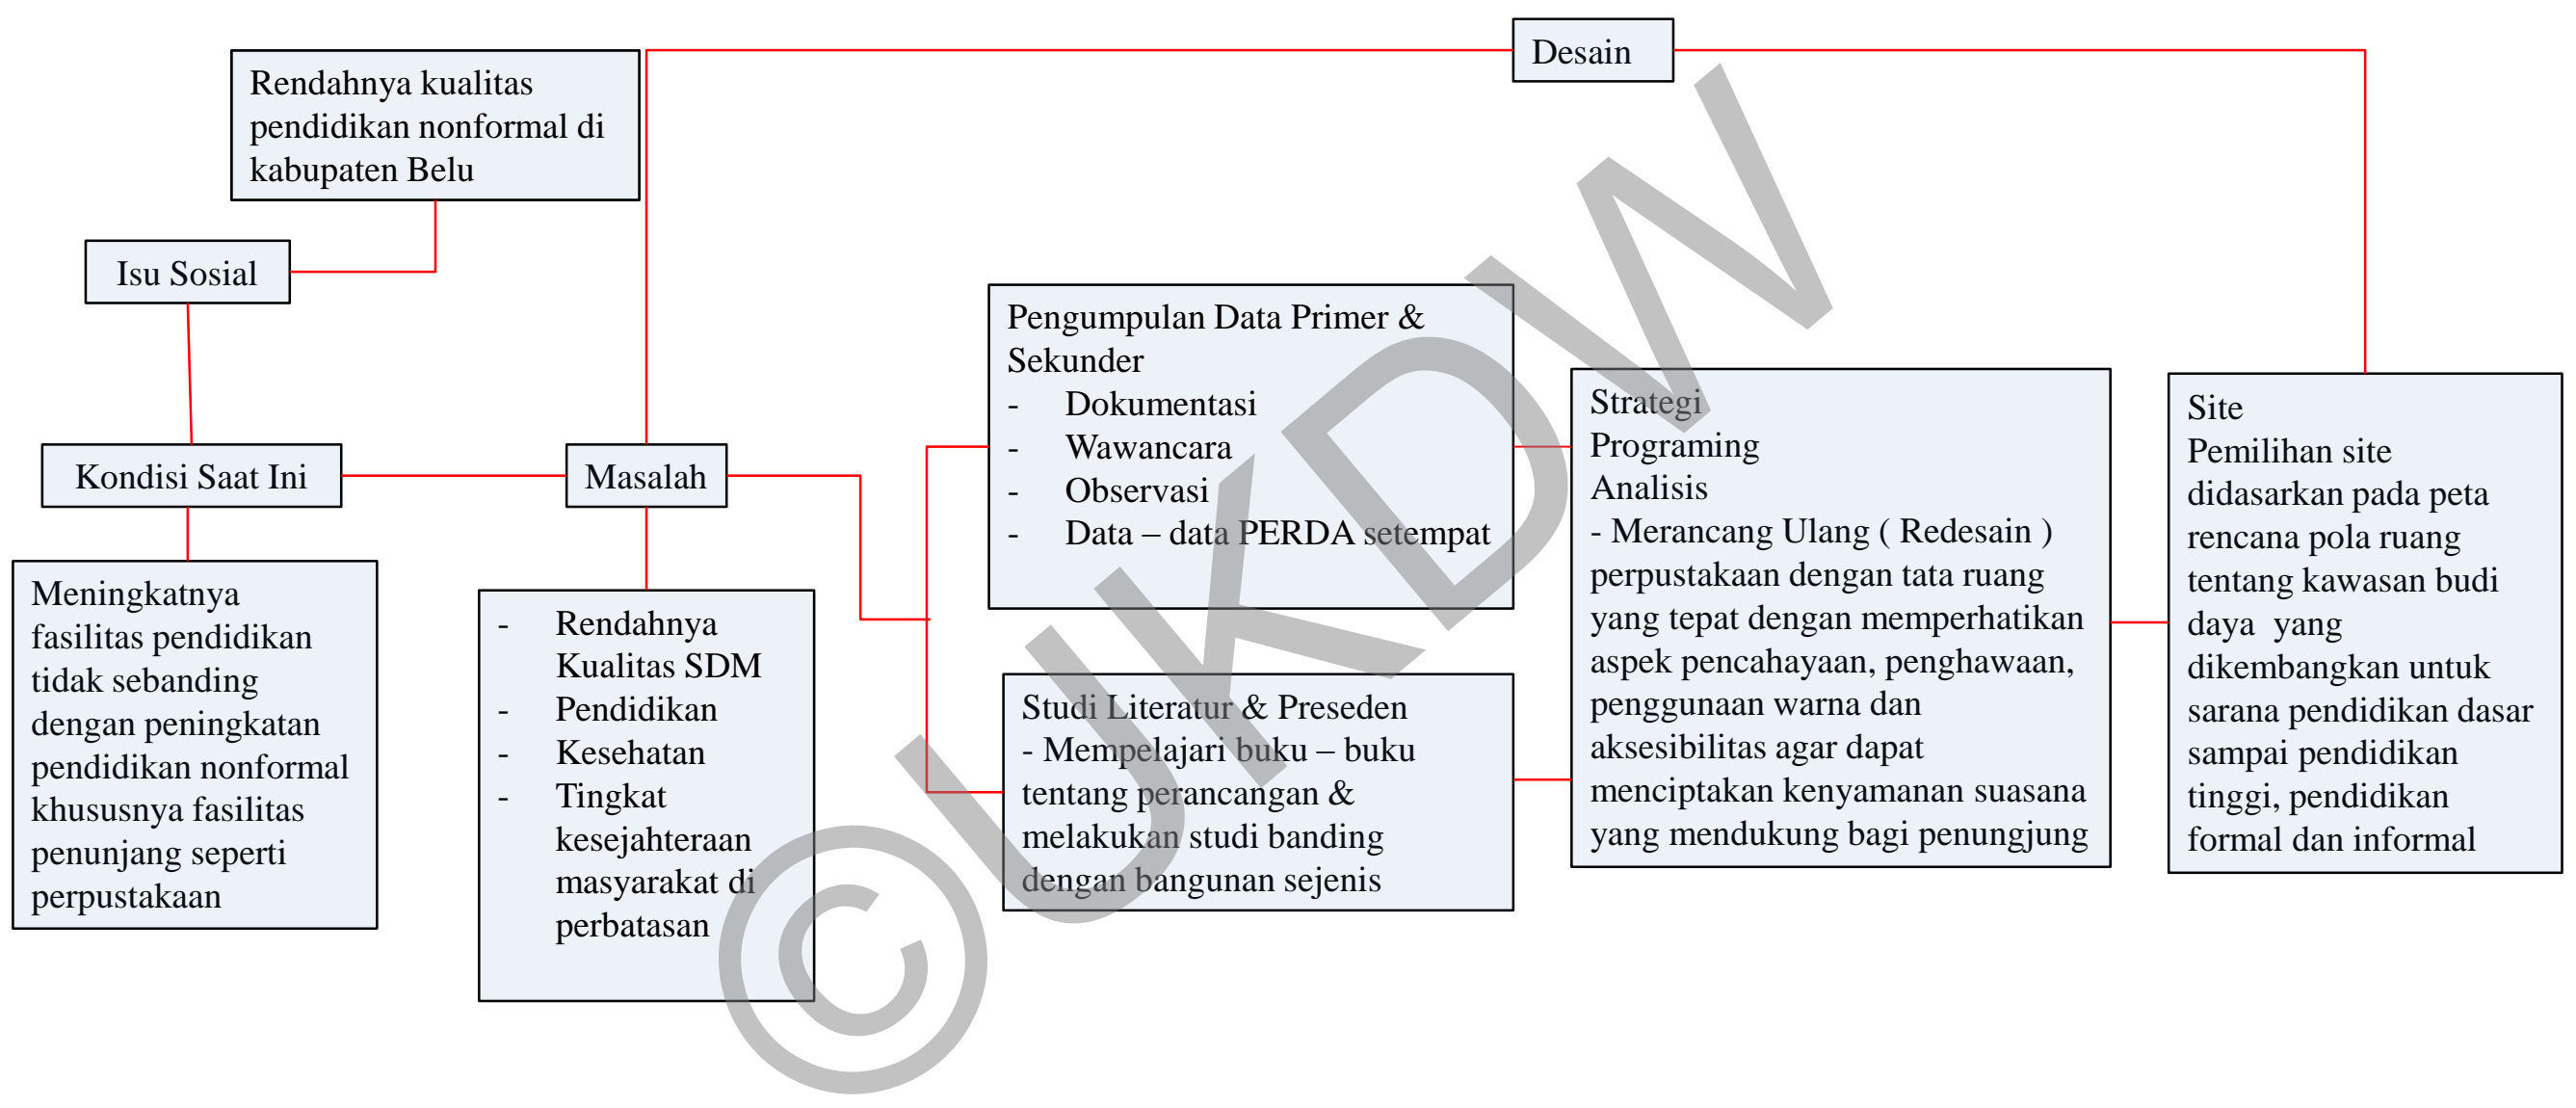 Desain
Rendahnya kualitas
pendidikan nonformal di
kabupaten Belu
Isu Sosial
Kondisi Saat Ini
Meningkatnya
fasilitas pendidikan
tidak sebanding
dengan peningkatan
pendidikan nonformal
khususnya fasilitas
penunjang seperti
perpustakaan
Masalah
- Rendahnya
Kualitas SDM
- Pendidikan
- Kesehatan
- Tingkat
kesejahteraan
masyarakat di
perbatasan
Pengumpulan Data Primer &
Sekunder
- Dokumentasi
- Wawancara
- Observasi
- Data – data PERDA setempat
Studi Literatur & Preseden
- Mempelajari buku – buku
tentang perancangan &
melakukan studi banding
dengan bangunan sejenis
Strategi
Programing
Analisis
- Merancang Ulang ( Redesain )
perpustakaan dengan tata ruang
yang tepat dengan memperhatikan
aspek pencahayaan, penghawaan,
penggunaan warna dan
aksesibilitas agar dapat
menciptakan kenyamanan suasana
yang mendukung bagi penungjung
Site
Pemilihan site
didasarkan pada peta
rencana pola ruang
tentang kawasan budi
daya yang
dikembangkan untuk
sarana pendidikan dasar
sampai pendidikan
tinggi, pendidikan
formal dan informal
©UKDW